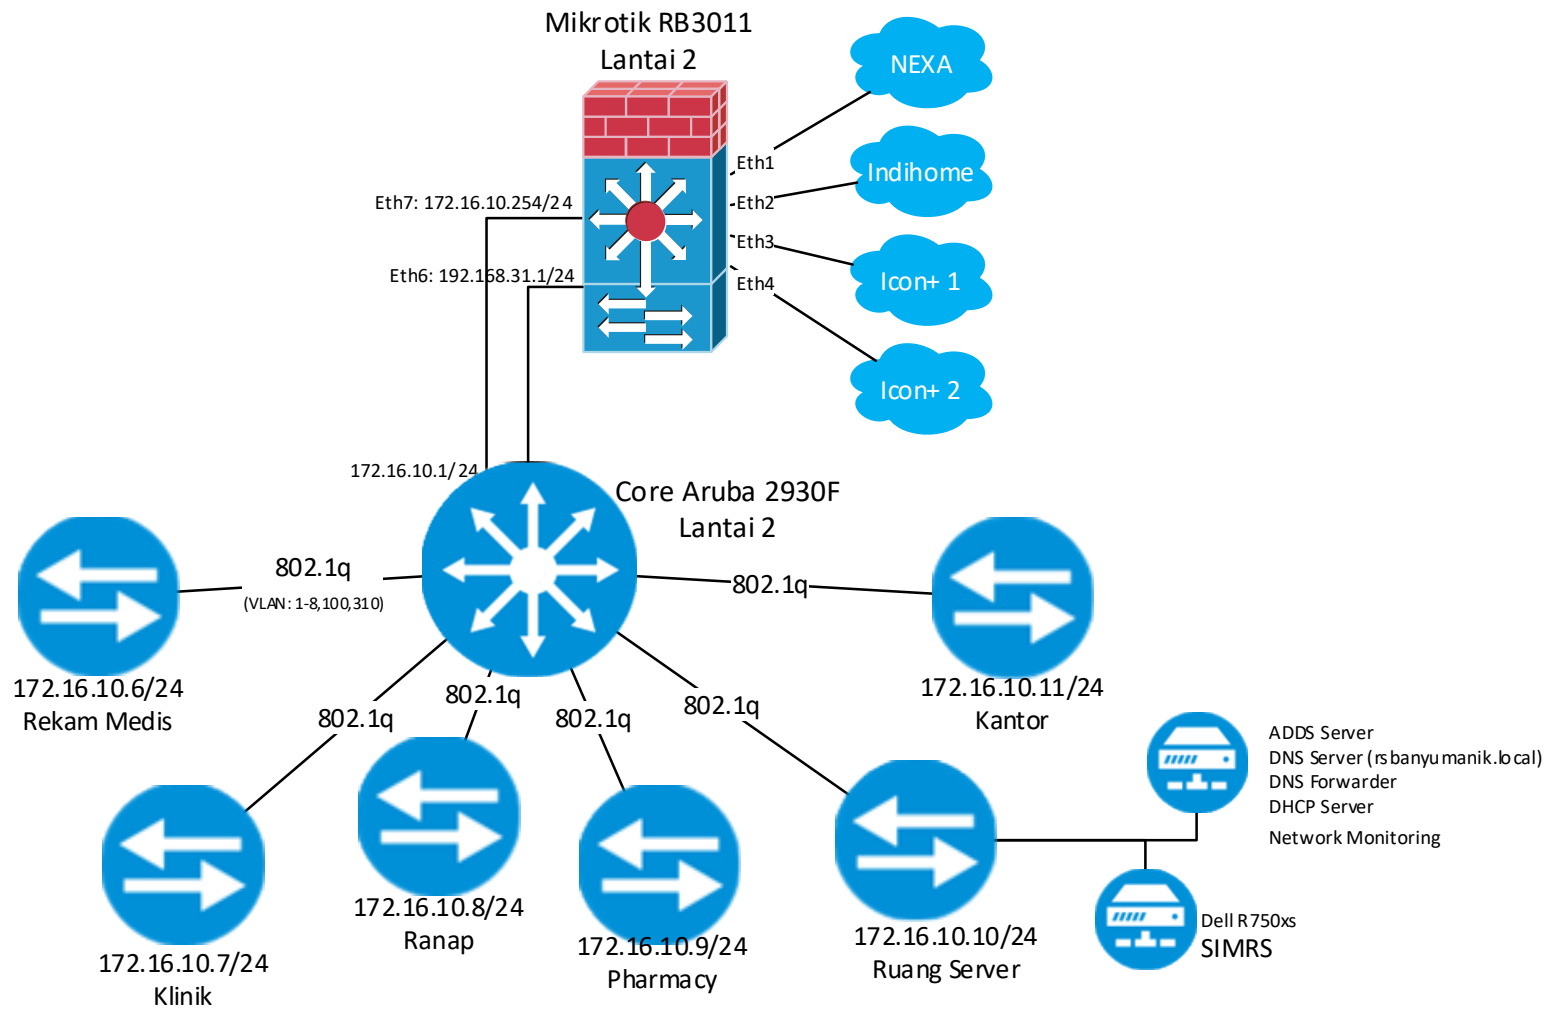 Mikrotik RB3011
Lantai 2
NEXA
Indihome
Icon+ 1
Icon+ 2
Eth1
Eth2
Eth3
Eth4
Eth7: 172.16.10.254/24
Eth6: 192.168.31.1/24
172.16.10.1/24
Core Aruba 2930F
Lantai 2
802.1q
(VLAN: 1-8,100,310)
802.1q
802.1q
802.1q
802.1q
802.1q
172.16.10.6/24
Rekam Medis
172.16.10.11/24
Kantor
172.16.10.7/24
Klinik
172.16.10.8/24
Ranap
172.16.10.9/24
Pharmacy
172.16.10.10/24
Ruang Server
ADDS Server
DNS Server (rsbanyumanik.local)
DNS Forwarder
DHCP Server
Network Monitoring
Dell R750xs
SIMRS